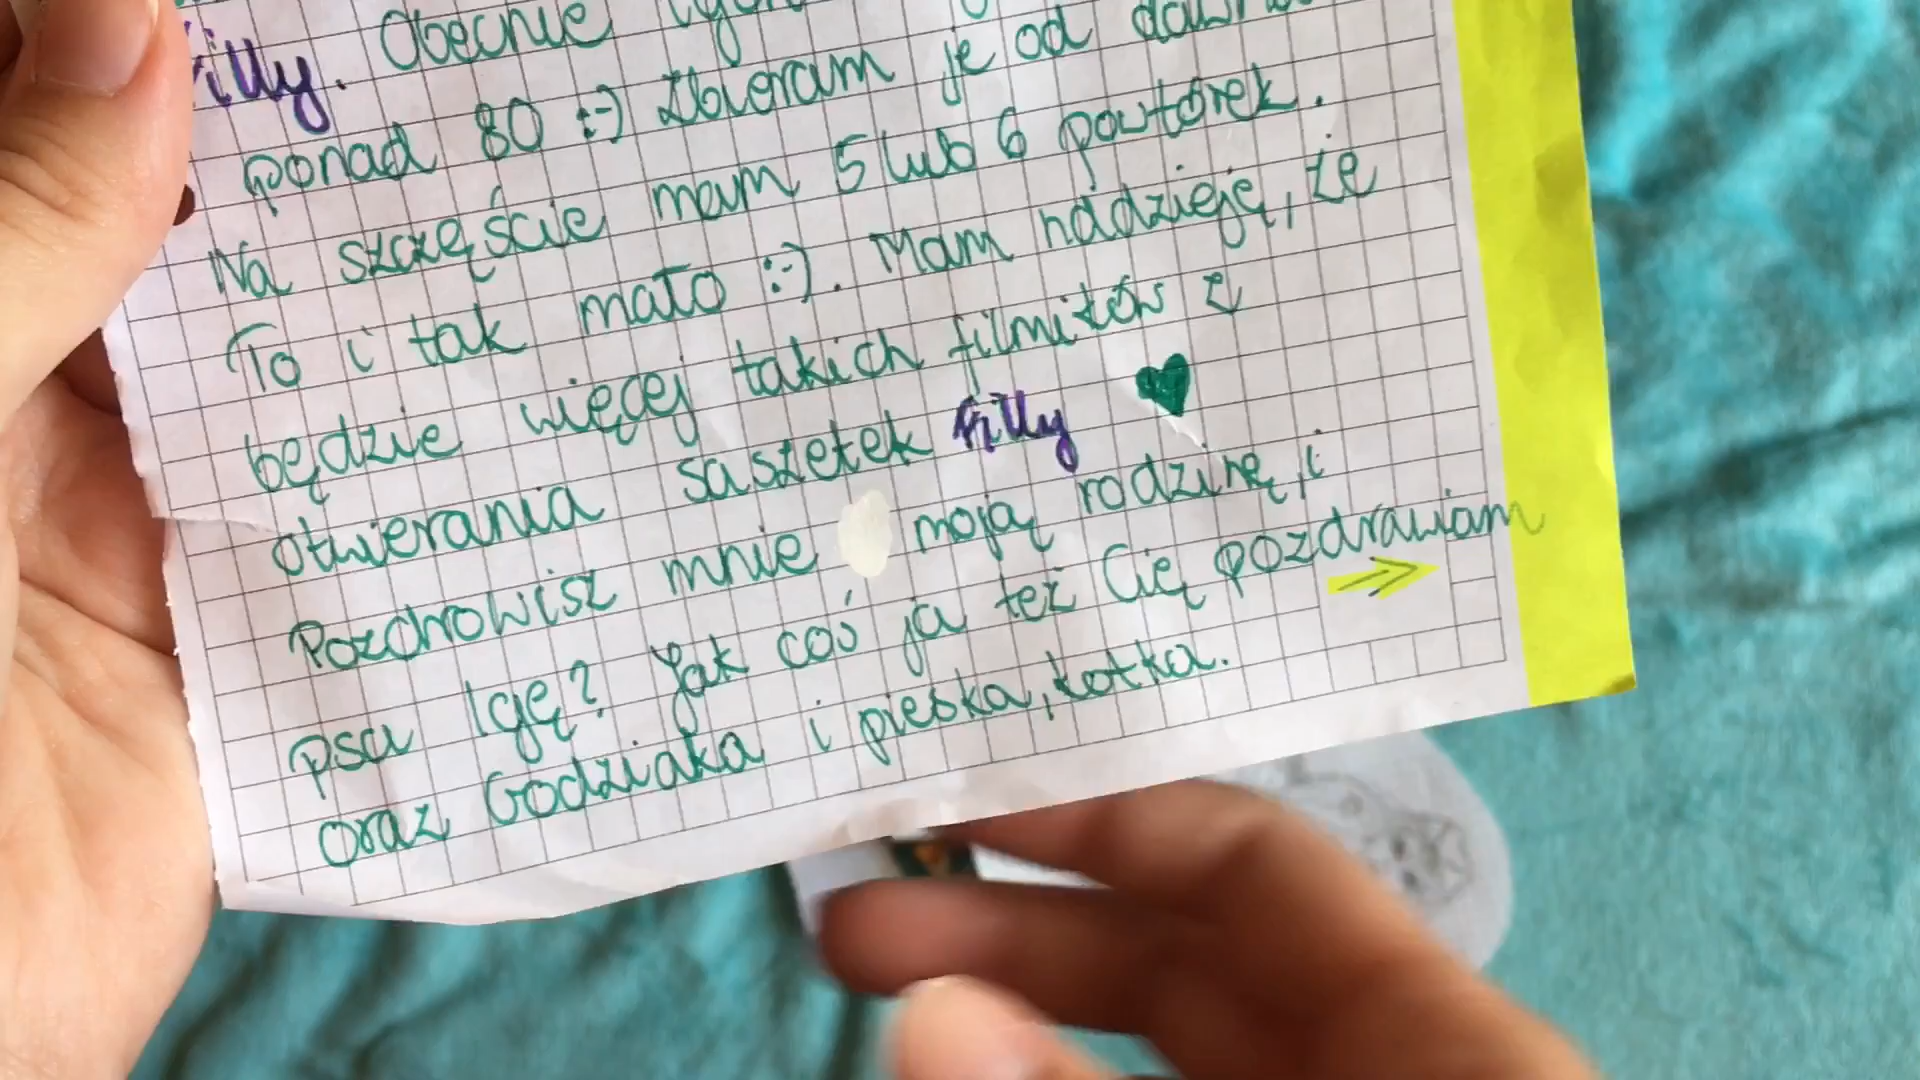 Filly. Obecnie
ponad 80 :-) Zbieram je od dawna
Na szczęście mam 5 lub 6 powtórek.
To i tak mało :-). Mam nadzieję, że
będzie więcej takich filmików z
otwierania saszetek Filly
Pozdrowisz mnie moją rodzinę, i
psa Igę? Jak coś ja też Cię pozdrawiam
oraz Godziaka i pieska, kotka.